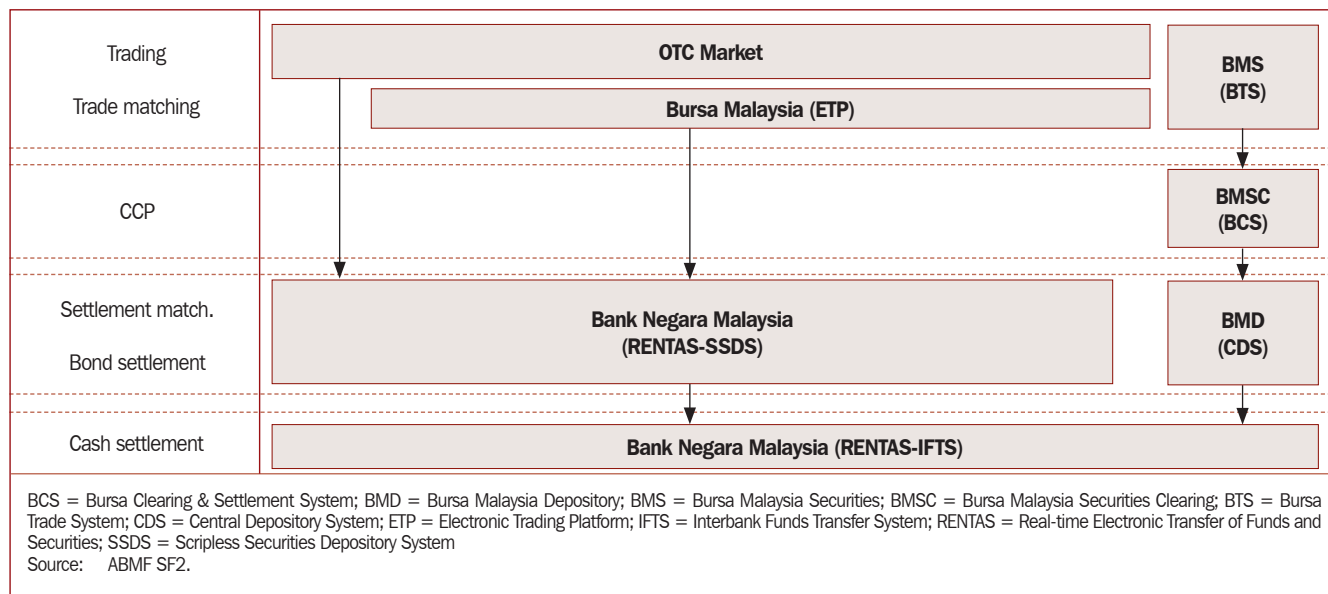 Trading
OTC Market
BMS
(BTS)
Trade matching
Bursa Malaysia (ETP)
CCP
BMSC
(BCS)
Settlement match.
Bank Negara Malaysia
(RENTAS-SSDS)
BMD
(CDS)
Bond settlement
Cash settlement
Bank Negara Malaysia (RENTAS-IFTS)
BCS = Bursa Clearing & Settlement System; BMD = Bursa Malaysia Depository; BMS = Bursa Malaysia Securities; BMSC = Bursa Malaysia Securities Clearing; BTS = Bursa
Trade System; CDS = Central Depository System; ETP = Electronic Trading Platform; IFTS = Interbank Funds Transfer System; RENTAS = Real-time Electronic Transfer of Funds and
Securities; SSDS = Scripless Securities Depository System
Source: ABMF SF2.